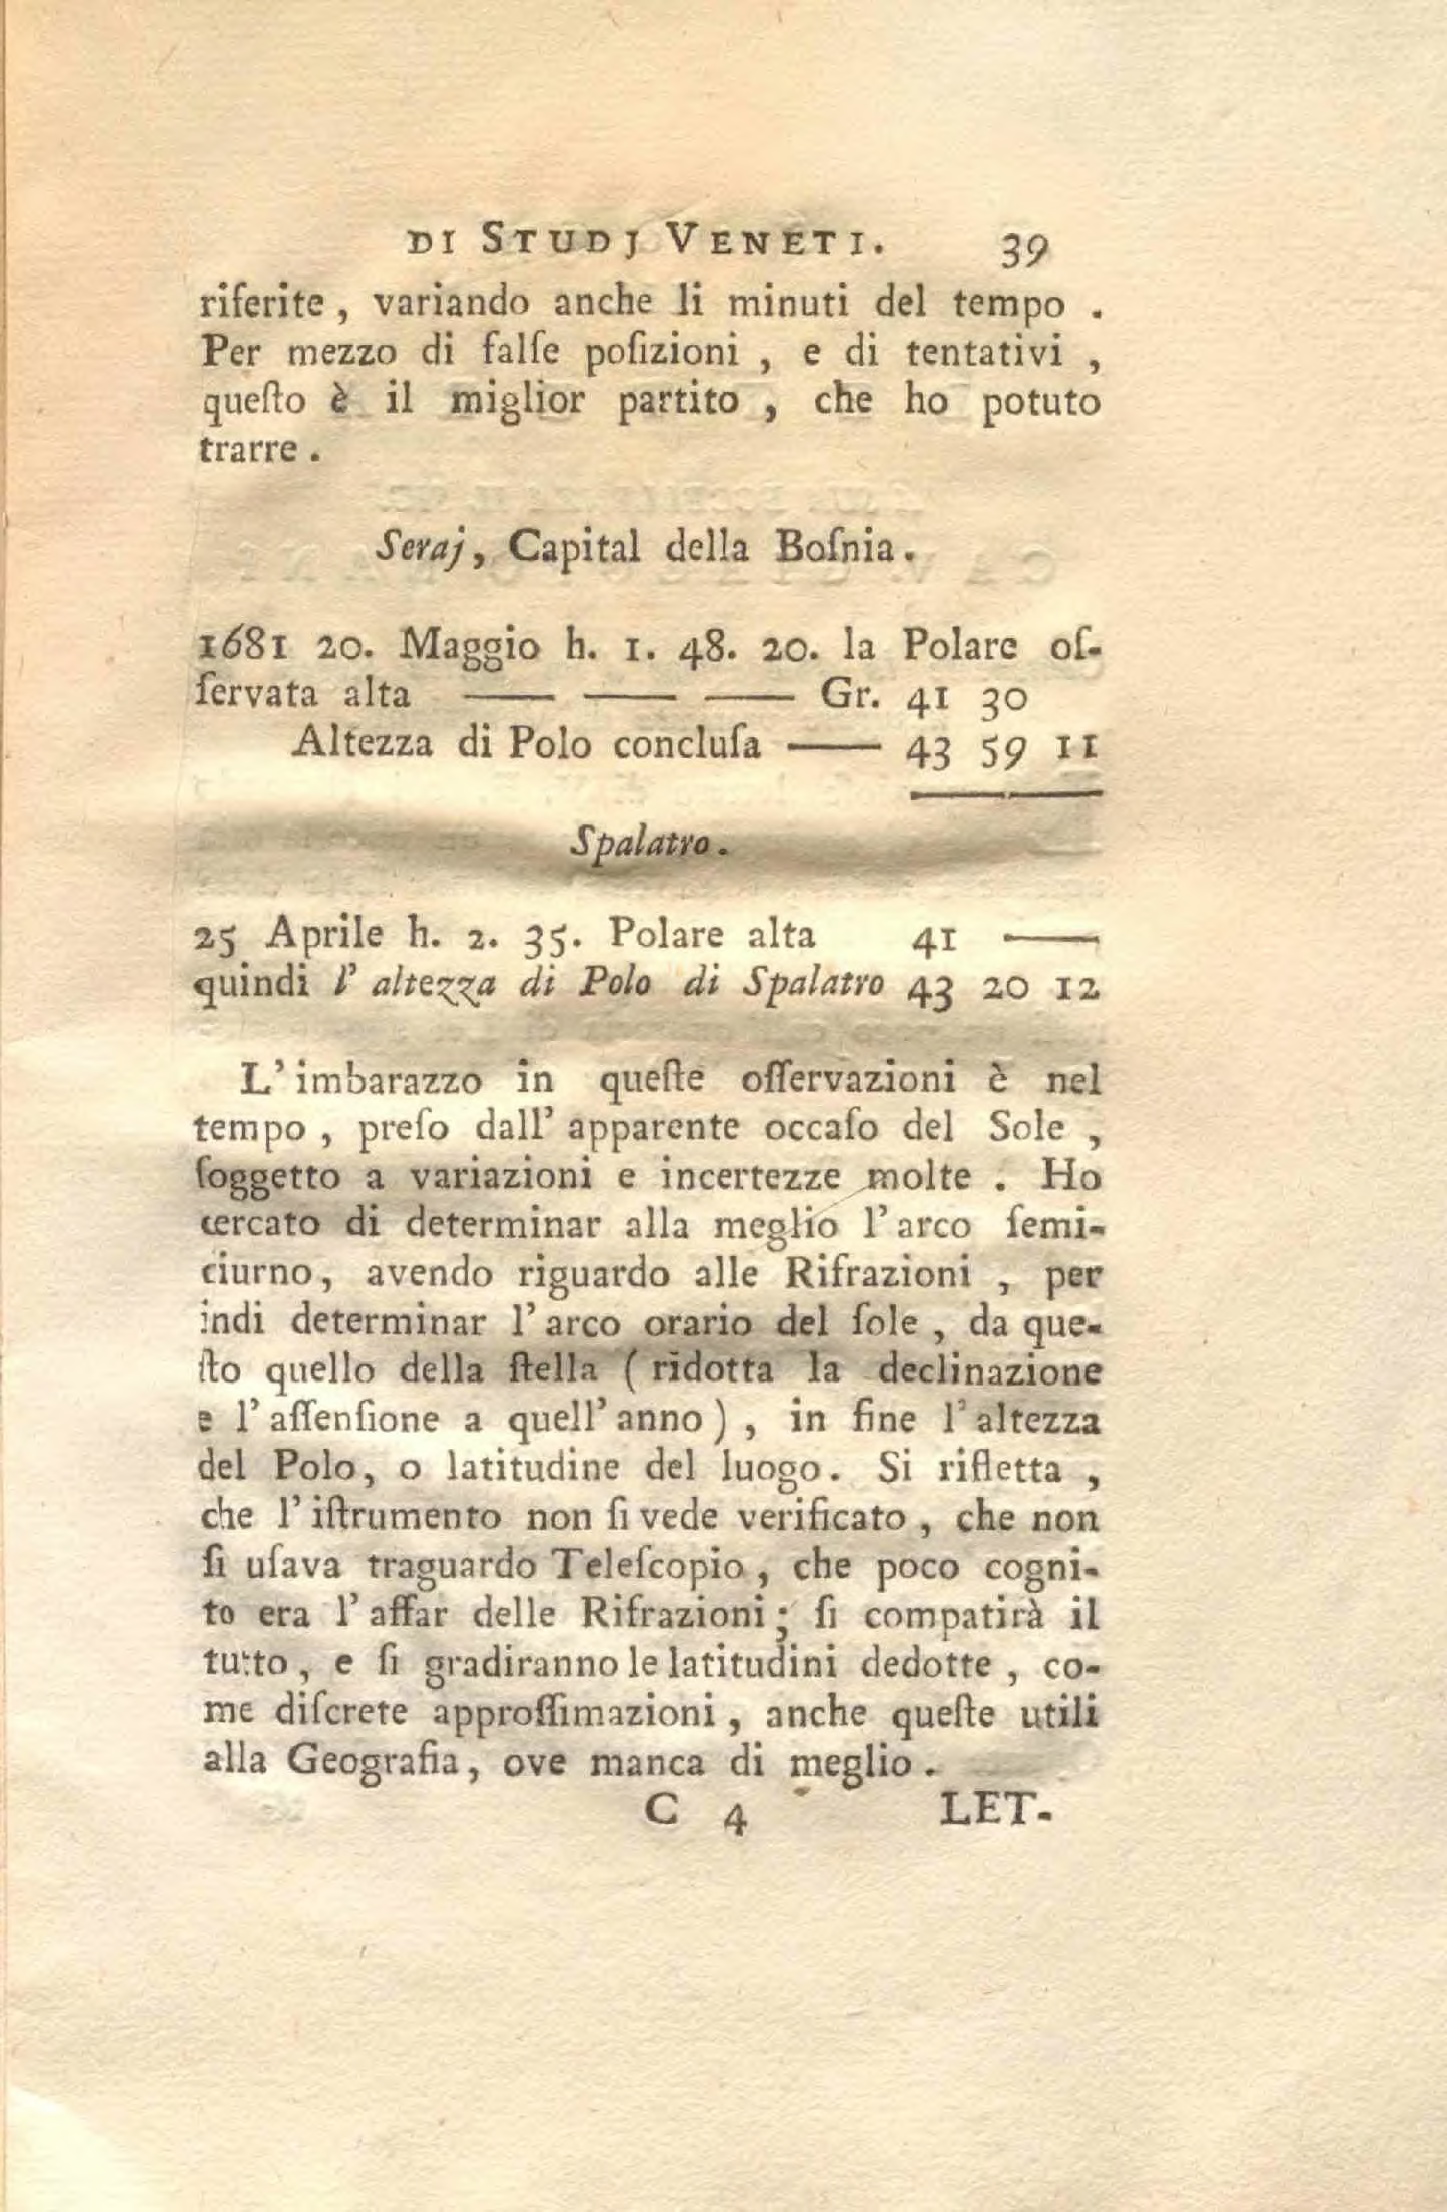 DI STUDJ VENETI. 39
riferite , variando anche li minuti del tempo .
Per mezzo di falſe poſizioni , e di tentativi ,
queſto è il miglior partito , che ho potuto
trarre .
Seraj, Capital della Boſnia.
1681 20. Maggio h. 1. 48. 20. la Polare oſ-
ſervata alta —— —— —— Gr. 41 30
Altezza di Polo concluſa —— 43 59 11
Spalatro.
25 Aprile h. 2. 35. Polare alta 41 ——
quindi l' altezza di Polo di Spalatro 43 20 12
L' imbarazzo in queſte oſſervazioni è nel
tempo , preſo dall' apparente occaſo del Sole ,
ſoggetto a variazioni e incertezze molte . Ho
cercato di determinar alla meglio l' arco ſemi-
diurno, avendo riguardo alle Rifrazioni , per
indi determinar l' arco orario del ſole , da que-
ſto quello della ſtella ( ridotta la declinazione
e l' aſſenſione a quell' anno ) , in fine l' altezza
del Polo, o latitudine del luogo. Si rifletta ,
che l' iſtrumento non ſi vede verificato , che non
ſi uſava traguardo Teleſcopio , che poco cogni-
to era l' affar delle Rifrazioni ; ſi compatirà il
tutto , e ſi gradiranno le latitudini dedotte , co-
me diſcrete approſſimazioni , anche queſte utili
alla Geografia, ove manca di meglio .
C 4 LET-